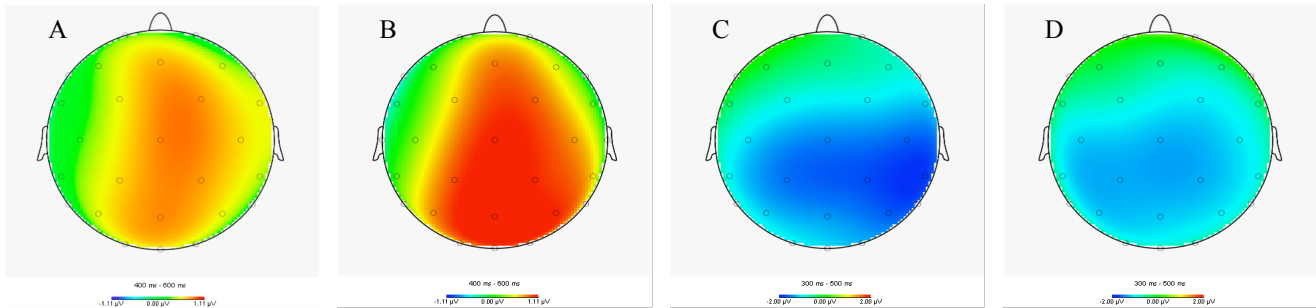 A B C D
400 ms - 600 ms 400 ms - 600 ms 300 ms - 500 ms 300 ms - 500 ms
-1.11 µV 0.00 µV 1.11 µV -1.11 µV 0.00 µV 1.11 µV -2.00 µV 0.00 µV 2.00 µV -2.00 µV 0.00 µV 2.00 µV